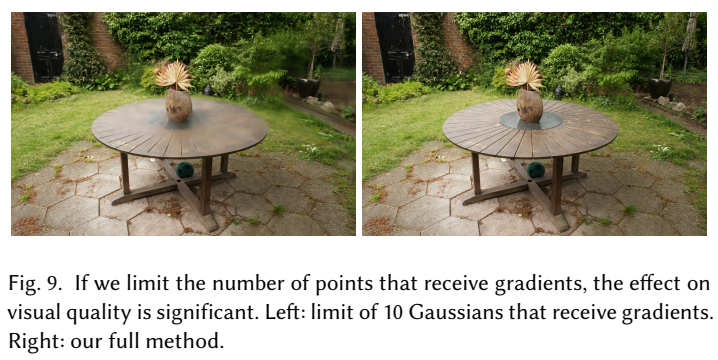 Fig. 9. If we limit the number of points that receive gradients, the effect on
visual quality is significant. Left: limit of 10 Gaussians that receive gradients.
Right: our full method.